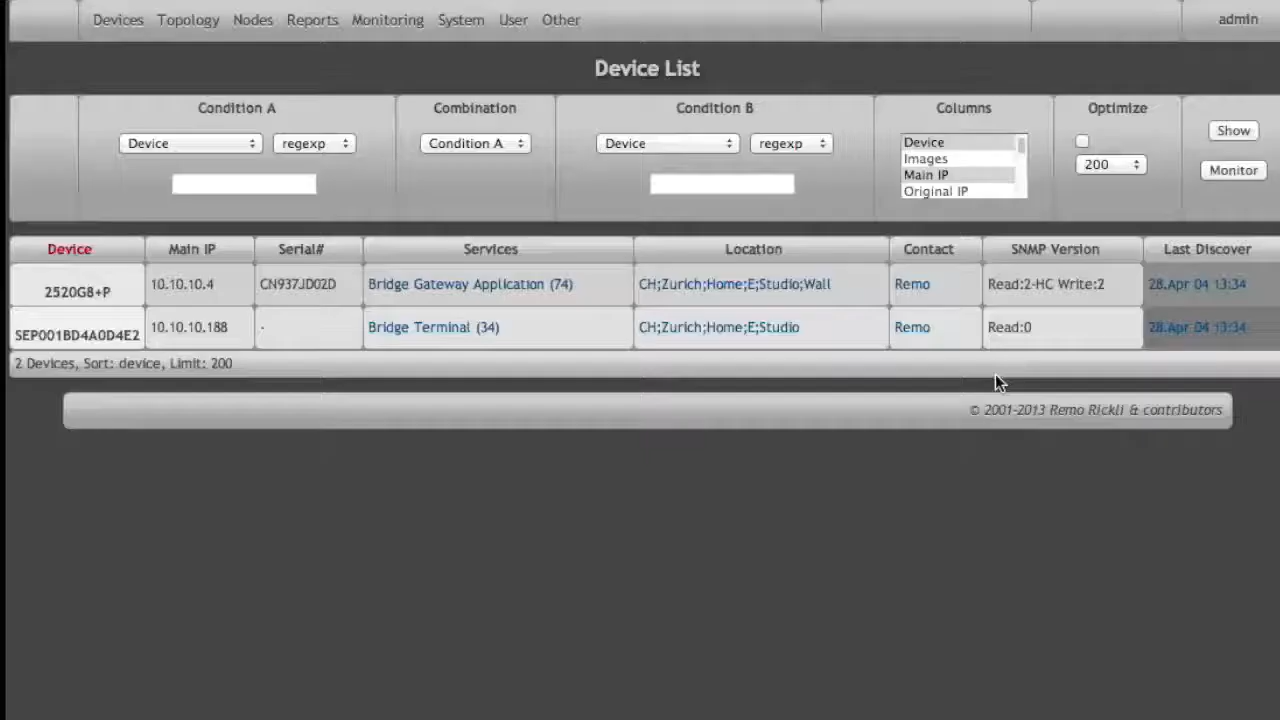 Devices Topology Nodes Reports Monitoring System User Other admin
Device List
Condition A Combination Condition B Columns Optimize
Device regexp Condition A Device regexp
Device
Images
Main IP
Original IP
200
Show
Monitor
Device Main IP Serial# Services Location Contact SNMP Version Last Discover
2520G8+P 10.10.10.4 CN937JD02D Bridge Gateway Application (74) CH;Zurich;Home;E;Studio;Wall Remo Read:2-HC Write:2 28.Apr 04 13:34
SEP001BD4A0D4E2 10.10.10.188 - Bridge Terminal (34) CH;Zurich;Home;E;Studio Remo Read:0 28.Apr 04 13:34
2 Devices, Sort: device, Limit: 200
© 2001-2013 Remo Rickli & contributors